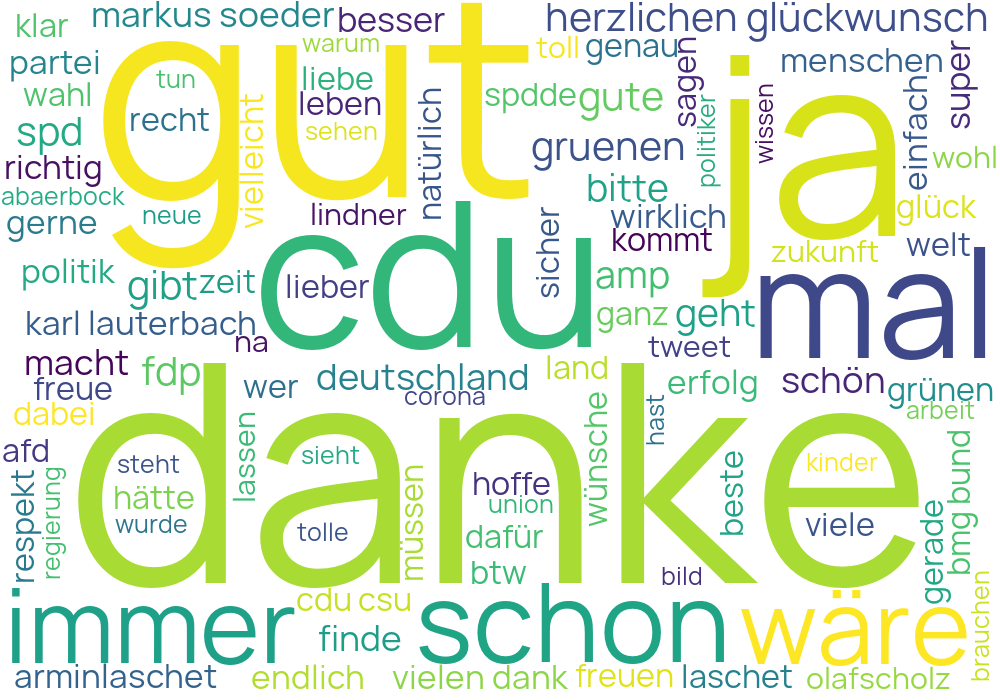 klar
markus soeder
besser
herzlichen glückwunsch
partei
warum
toll
genau
menschen
super
wahl
tun
liebe
leben
sehen
spdde
gute
sagen
spd
recht
gut
vielleicht
natürlich
politiker
wissen
ja
einfach
wohl
richtig
gruenen
abaerbock
neue
bitte
glück
gerne
lindner
wirklich
kommt
zukunft
welt
politik
gibt
zeit
lieber
cdu
sicher
amp
ganz
geht
mal
karl lauterbach
na
tweet
macht
fdp
wer
deutschland
land
erfolg
schön
grünen
freue
corona
hast
arbeit
dabei
afd
steht
lassen
sieht
danke
hoffe
wünsche
beste
kinder
respekt
regierung
hätte
wurde
tolle
müssen
union
dafür
btw
viele
gerade
bmg bund
bild
brauchen
immer
cdu csu
finde
schon
wäre
arminlaschet
endlich
vielen dank
freuen
laschet
olafscholz